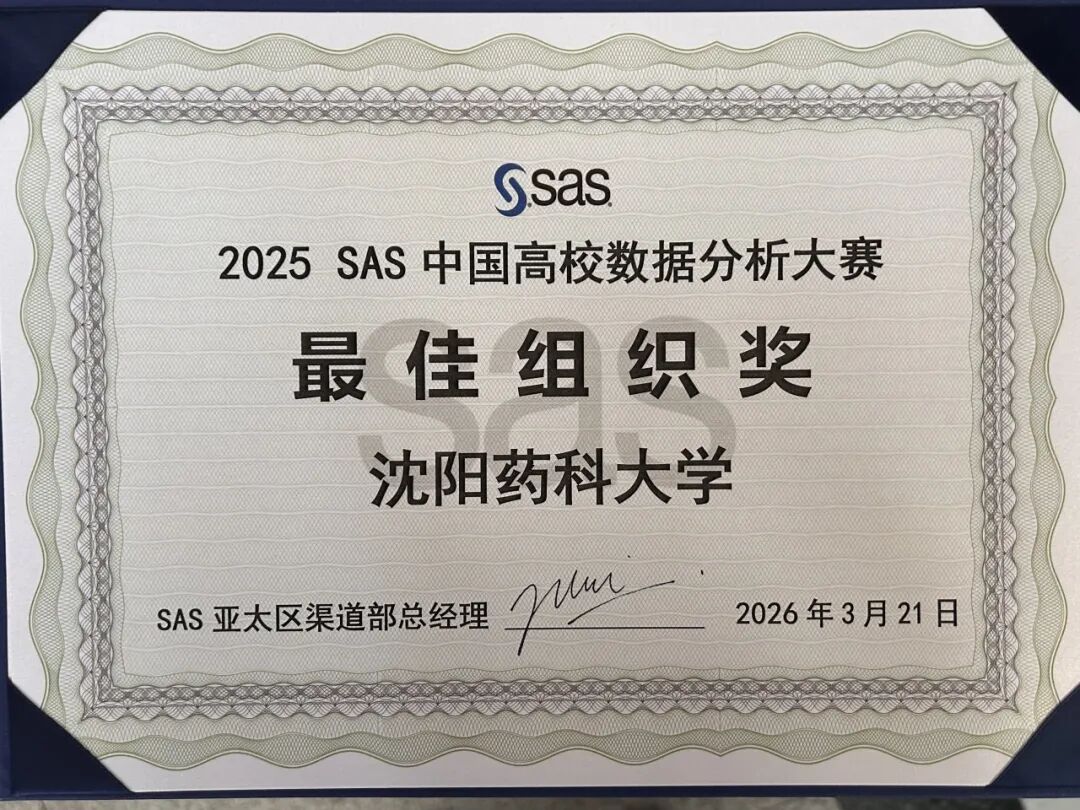 sas
2025 SAS 中国高校数据分析大赛
最佳组织奖
沈阳药科大学
SAS 亚太区渠道部总经理
2026 年 3 月 21 日